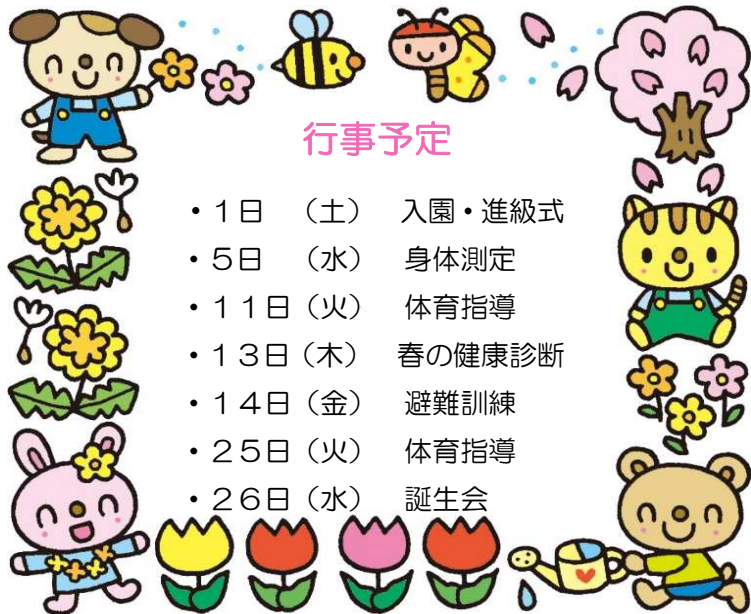 行事予定
・1日　（土）　入園・進級式
・5日　（水）　身体測定
・11日（火）　体育指導
・13日（木）　春の健康診断
・14日（金）　避難訓練
・25日（火）　体育指導
・26日（水）　誕生会